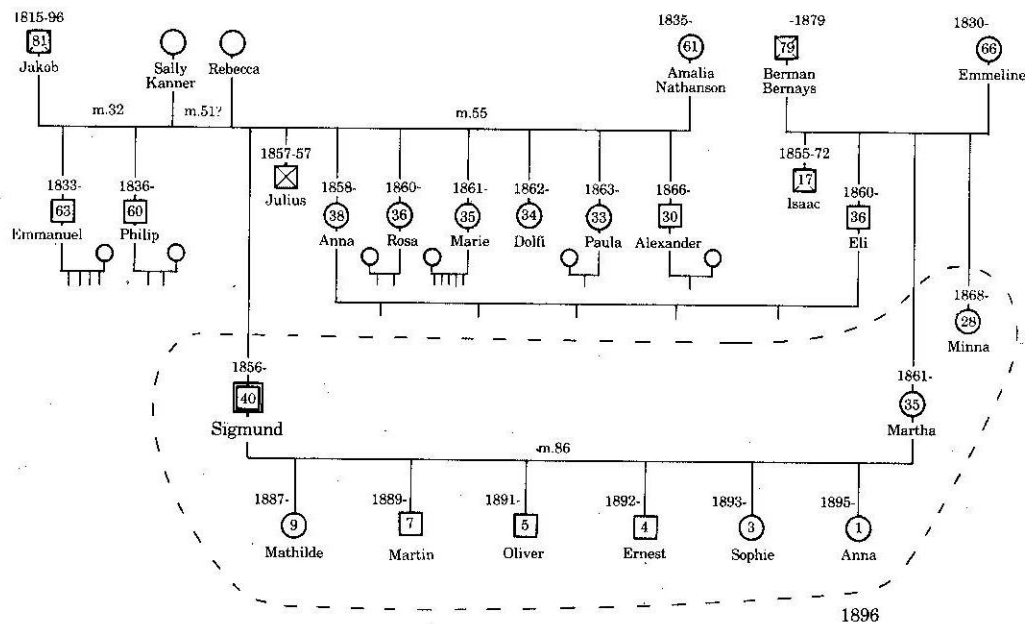 1815-96
81
Jakob
Sally
Kanner
Rebecca
1835-
61
Amalia
Nathanson
-1879
79
Berman
Bernays
1830-
66
Emmeline
m.32
m.51?
m.55
1833-
63
Emmanuel
1836-
60
Philip
1857-57
Julius
1858-
38
Anna
1860-
36
Rosa
1861-
35
Marie
1862-
34
Dolfi
1863-
33
Paula
1866-
30
Alexander
1855-72
17
Isaac
1860-
36
Eli
1868-
28
Minna
1856-
40
Sigmund
1861-
35
Martha
m.86
1887-
9
Mathilde
1889-
7
Martin
1891-
5
Oliver
1892-
4
Ernest
1893-
3
Sophie
1895-
1
Anna
1896